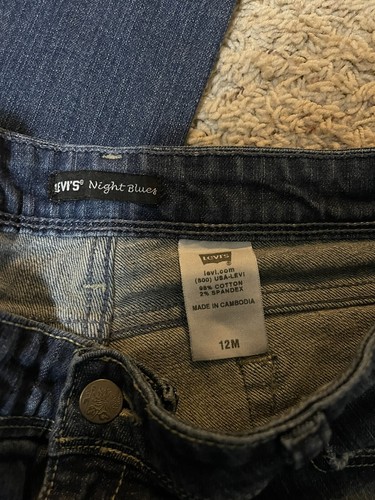 LEVI'S® Night Blues
LEVI'S®
levi.com
(800) USA-LEVI
98% COTTON
2% SPANDEX
MADE IN CAMBODIA
12M